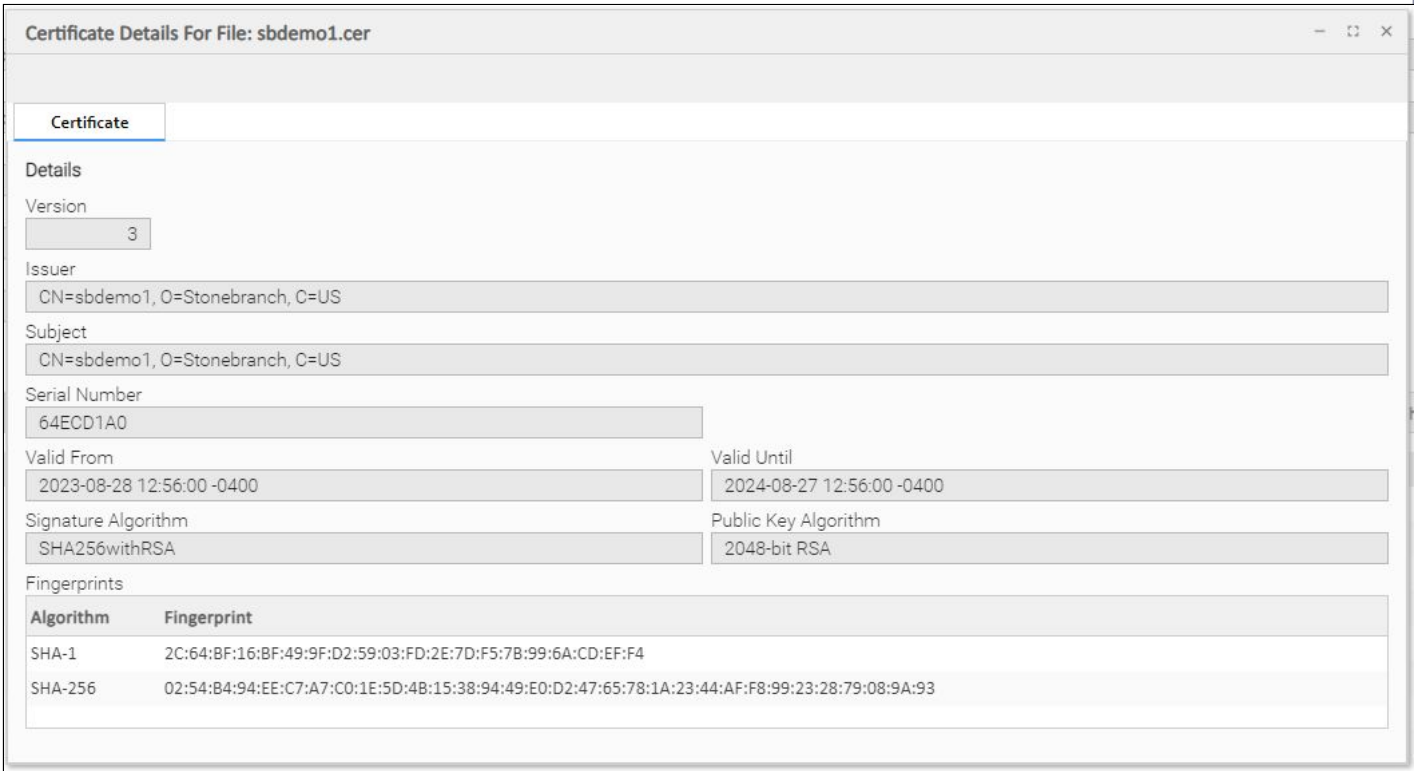 Certificate Details For File: sbdemo1.cer
Certificate
Details
Version
3
Issuer
CN=sbdemo1, O=Stonebranch, C=US
Subject
CN=sbdemo1, O=Stonebranch, C=US
Serial Number
64ECD1A0
Valid From Valid Until
2023-08-28 12:56:00 -0400 2024-08-27 12:56:00 -0400
Signature Algorithm Public Key Algorithm
SHA256withRSA 2048-bit RSA
Fingerprints
Algorithm Fingerprint
SHA-1 2C:64:BF:16:BF:49:9F:D2:59:03:FD:2E:7D:F5:7B:99:6A:CD:EF:F4
SHA-256 02:54:B4:94:EE:C7:A7:C0:1E:5D:4B:15:38:94:49:E0:D2:47:65:78:1A:23:44:AF:F8:99:23:28:79:08:9A:93